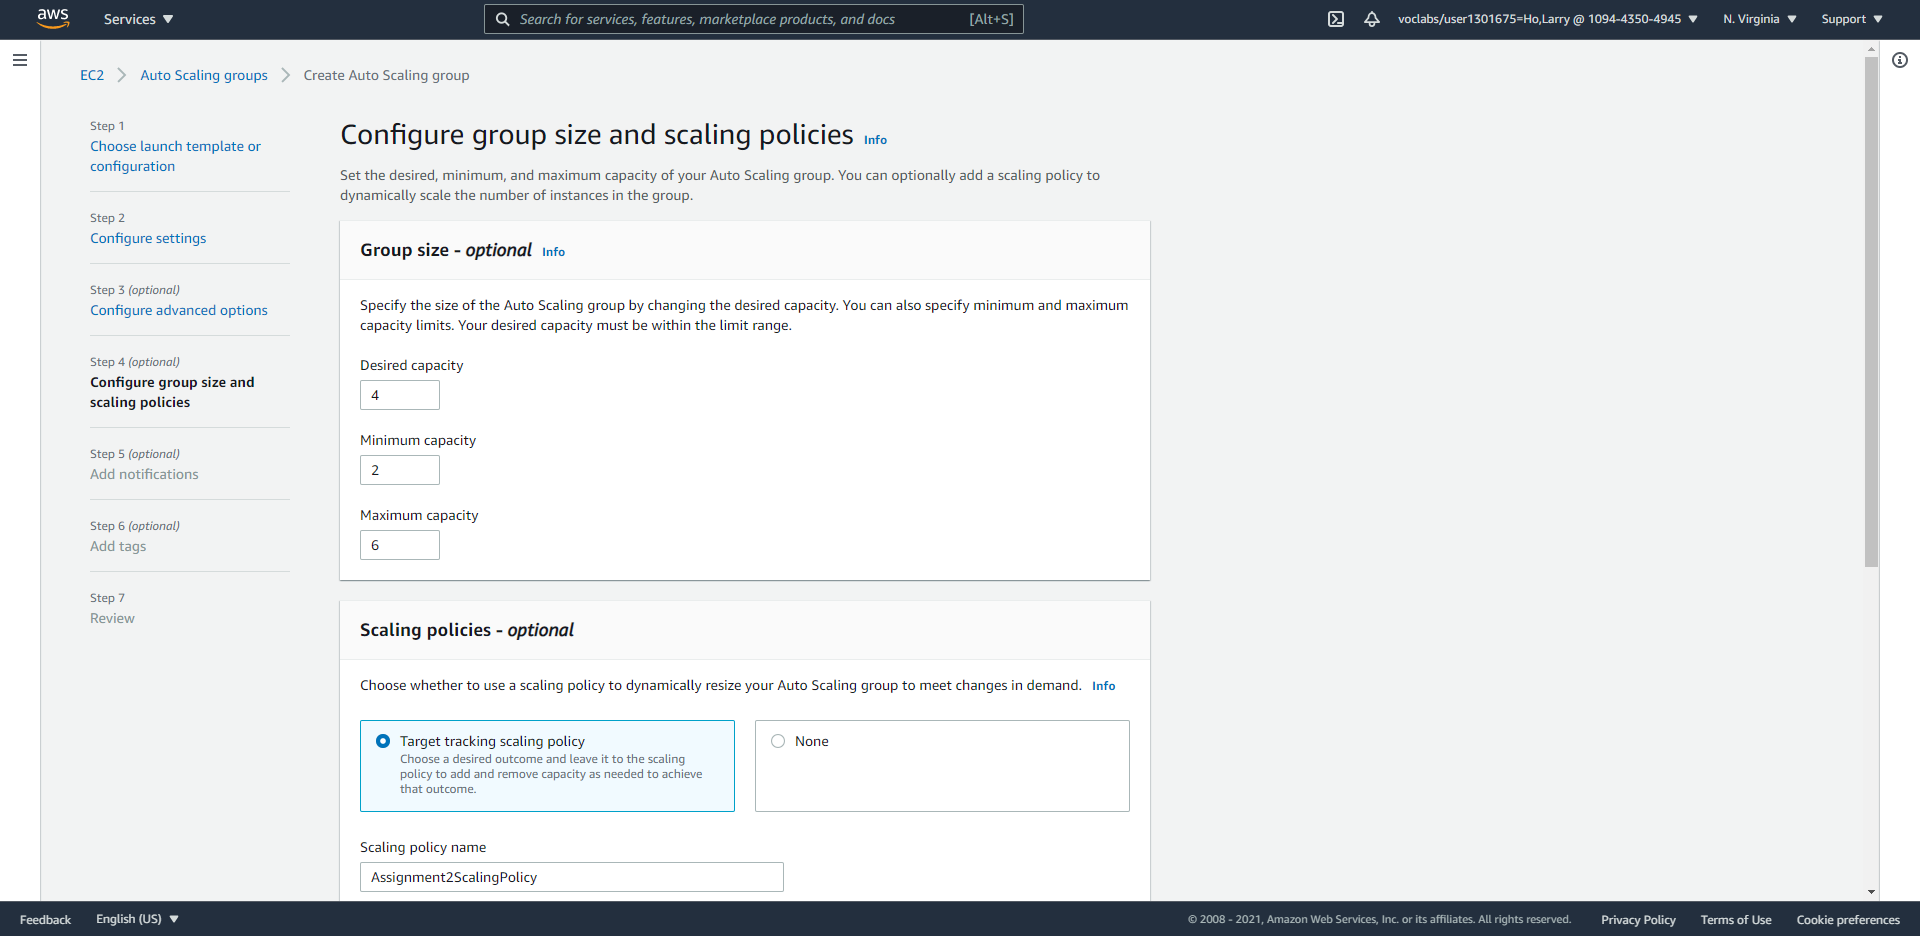 aws
Services
Search for services, features, marketplace products, and docs [Alt+S]
voclabs/user1301675=Ho,Larry @ 1094-4350-4945
N. Virginia
Support
EC2 Auto Scaling groups Create Auto Scaling group
Step 1
Choose launch template or
configuration
Step 2
Configure settings
Step 3 (optional)
Configure advanced options
Step 4 (optional)
Configure group size and
scaling policies
Step 5 (optional)
Add notifications
Step 6 (optional)
Add tags
Step 7
Review
Configure group size and scaling policies Info
Set the desired, minimum, and maximum capacity of your Auto Scaling group. You can optionally add a scaling policy to
dynamically scale the number of instances in the group.
Group size - optional Info
Specify the size of the Auto Scaling group by changing the desired capacity. You can also specify minimum and maximum
capacity limits. Your desired capacity must be within the limit range.
Desired capacity
4
Minimum capacity
2
Maximum capacity
6
Scaling policies - optional
Choose whether to use a scaling policy to dynamically resize your Auto Scaling group to meet changes in demand. Info
Target tracking scaling policy
Choose a desired outcome and leave it to the scaling
policy to add and remove capacity as needed to achieve
that outcome.
None
Scaling policy name
Assignment2ScalingPolicy
Feedback
English (US)
© 2008 - 2021, Amazon Web Services, Inc. or its affiliates. All rights reserved.
Privacy Policy
Terms of Use
Cookie preferences